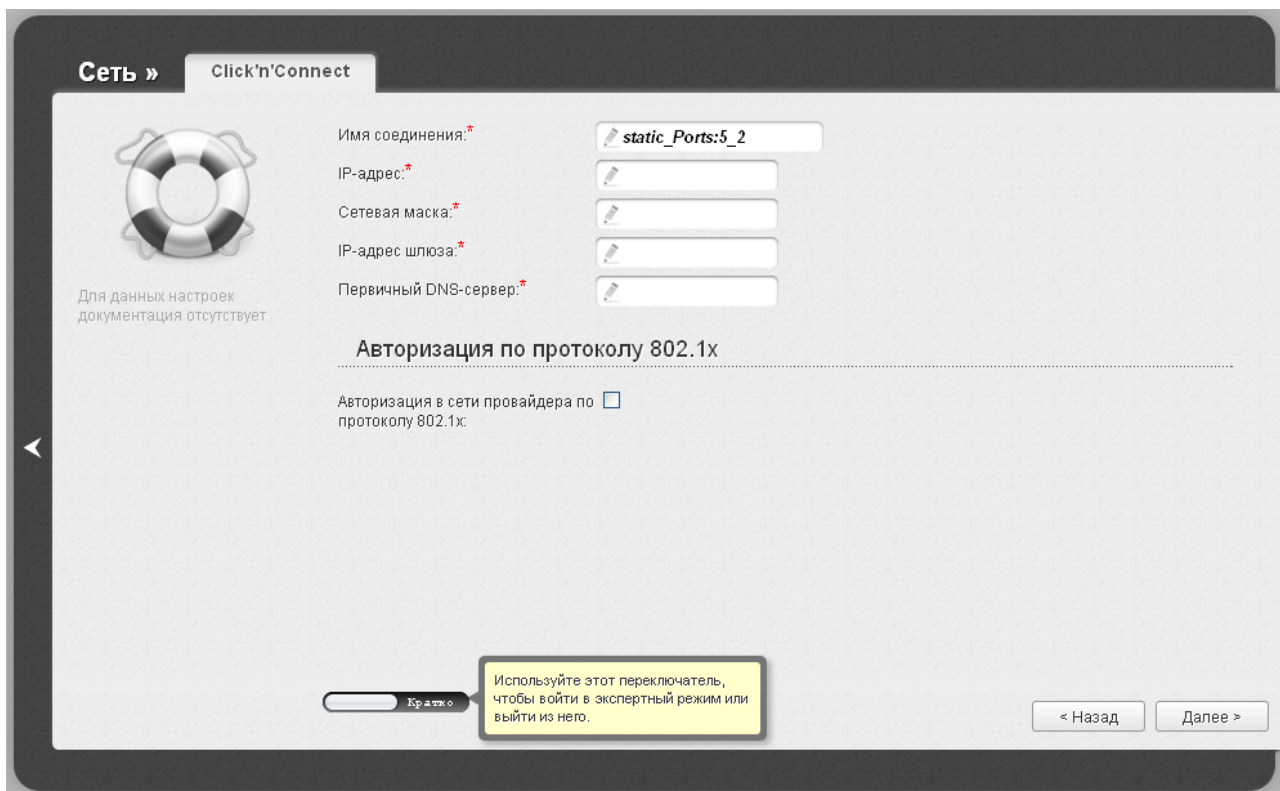 Сеть »
Click'n'Connect
Имя соединения:*
static_Ports:5_2
IP-адрес:*
Сетевая маска:*
IP-адрес шлюза:*
Первичный DNS-сервер:*
Для данных настроек
документация отсутствует
Авторизация по протоколу 802.1x
Авторизация в сети провайдера по
протоколу 802.1x:
Кратко
Используйте этот переключатель,
чтобы войти в экспертный режим или
выйти из него.
< Назад
Далее >